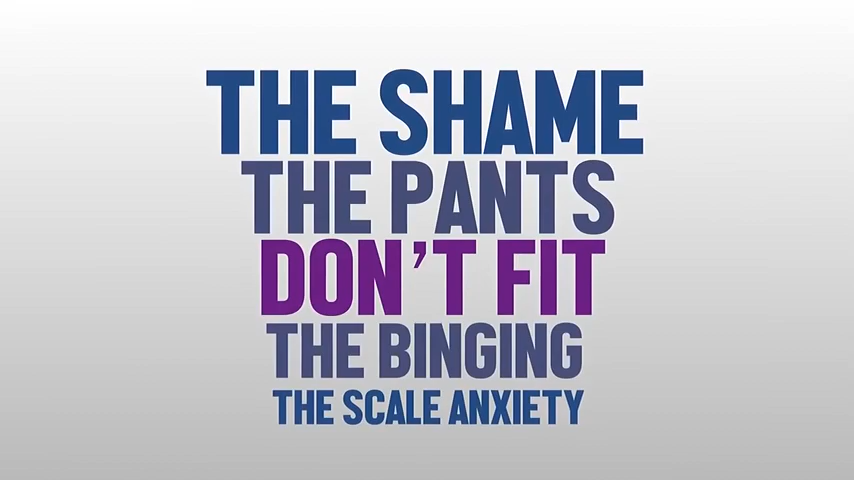 THE SHAME
THE PANTS
DON'T FIT
THE BINGING
THE SCALE ANXIETY